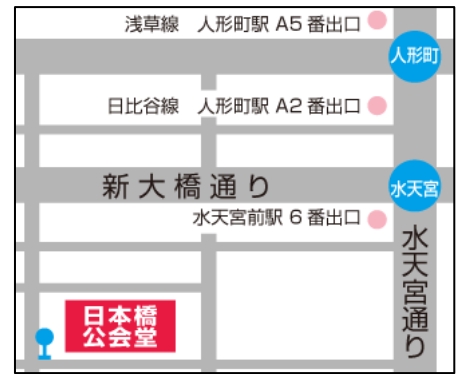 浅草線 人形町駅 A5 番出口
人形町
日比谷線 人形町駅 A2 番出口
新大橋通り
水天宮
水天宮前駅 6 番出口
水天宮通り
日本橋
公会堂